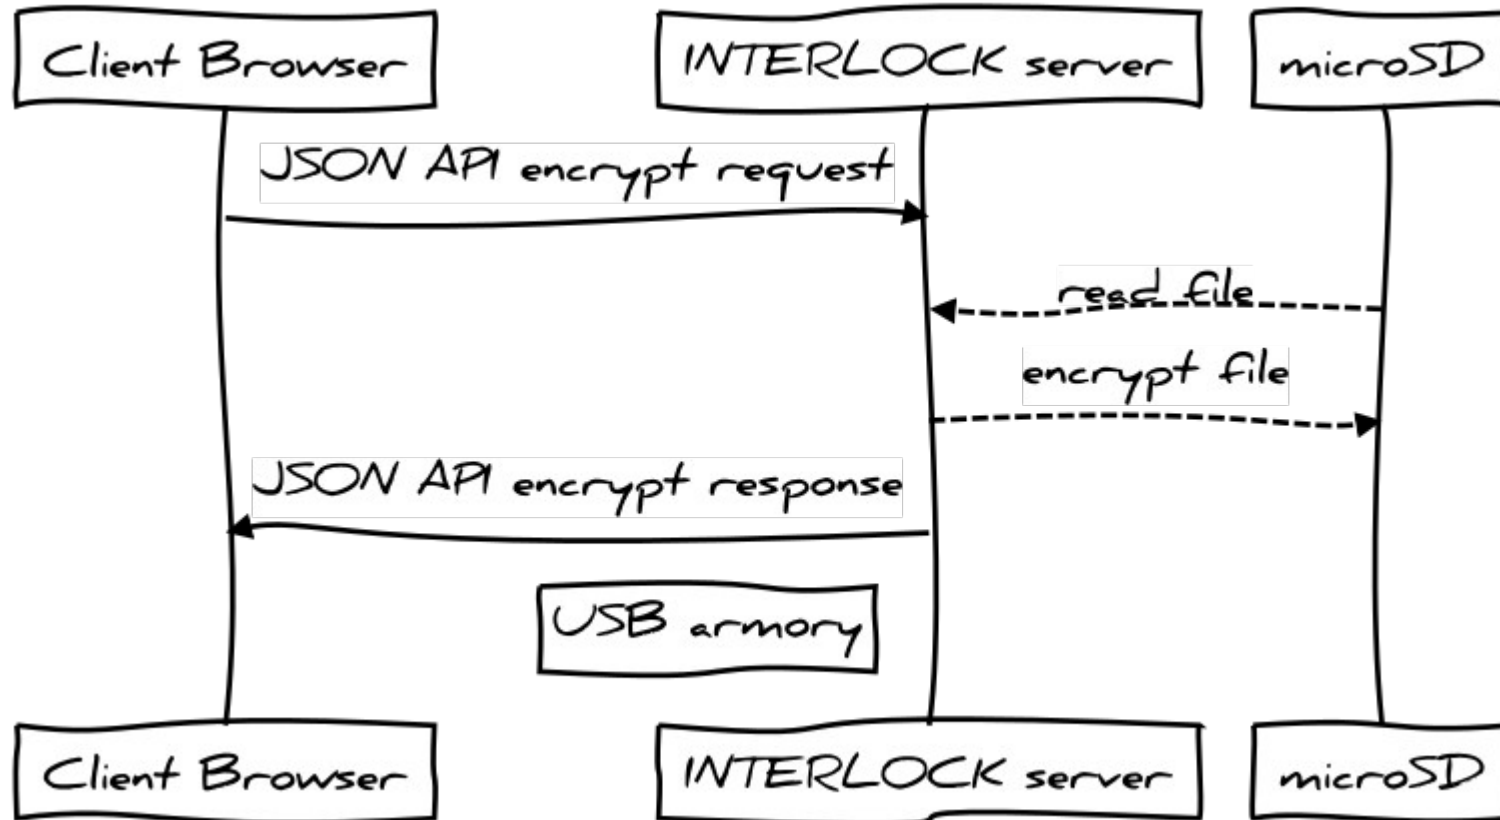 Client Browser
INTERLOCK server
microSD
JSON API encrypt request
read file
encrypt file
JSON API encrypt response
USB armory
Client Browser
INTERLOCK server
microSD